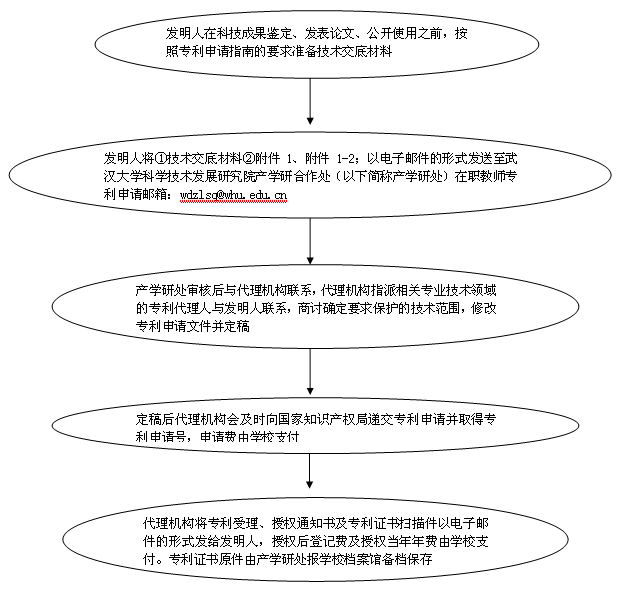 发明人在科技成果鉴定、发表论文、公开使用之前，按
照专利申请指南的要求准备技术交底材料
发明人将①技术交底材料②附件 1、附件 1-2；以电子邮件的形式发送至武
汉大学科学技术发展研究院产学研合作处（以下简称产学研处）在职教师专
利申请邮箱：wdzlsq@whu.edu.cn
产学研处审核后与代理机构联系，代理机构指派相关专业技术领域
的专利代理人与发明人联系，商讨确定要求保护的技术范围，修改
专利申请文件并定稿
定稿后代理机构会及时向国家知识产权局递交专利申请并取得专
利申请号，申请费由学校支付
代理机构将专利受理、授权通知书及专利证书扫描件以电子邮
件的形式发给发明人，授权后登记费及授权当年年费由学校支
付。专利证书原件由产学研处报学校档案馆备档保存